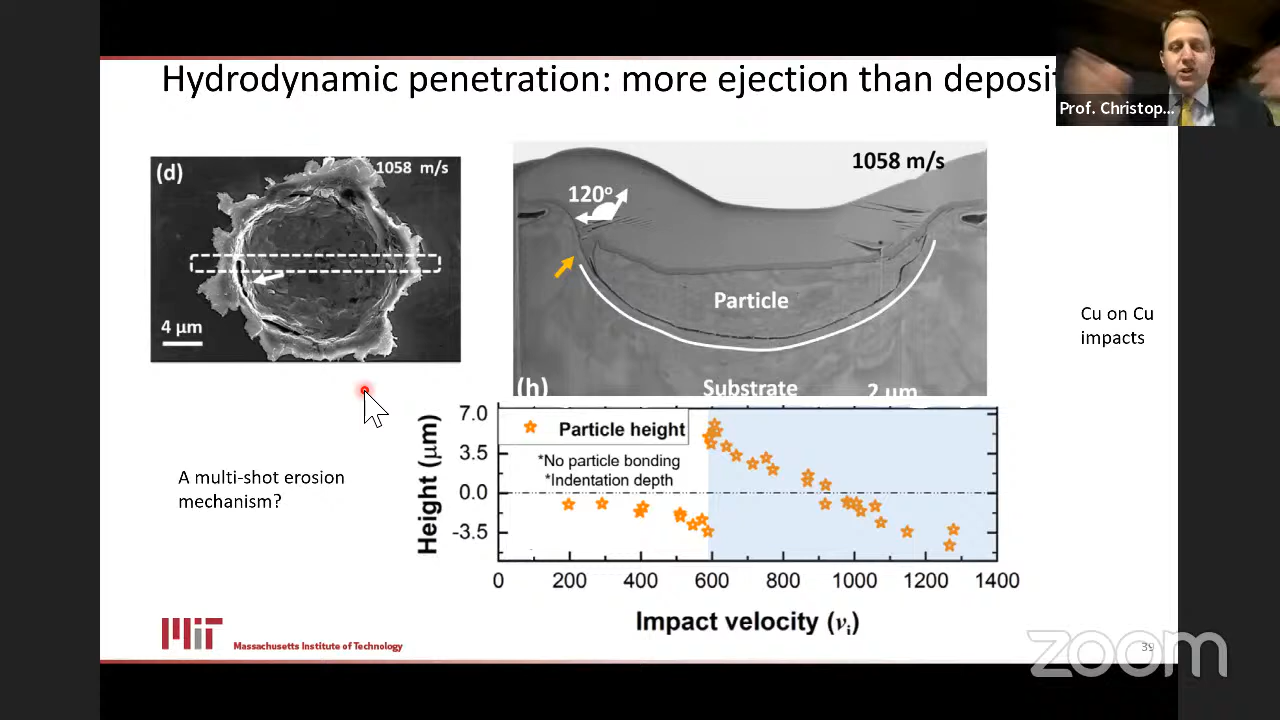 Hydrodynamic penetration: more ejection than deposit
Prof. Christop...
(d)
1058 m/s
4 μm
1058 m/s
120°
Particle
(h)
Substrate
2 μm
Cu on Cu
impacts
A multi-shot erosion
mechanism?
Height (μm)
7.0
3.5
0.0
-3.5
Particle height
*No particle bonding
*Indentation depth
0
200
400
600
800
1000
1200
1400
Impact velocity (vᵢ)
MIT
Massachusetts Institute of Technology
39
zoom